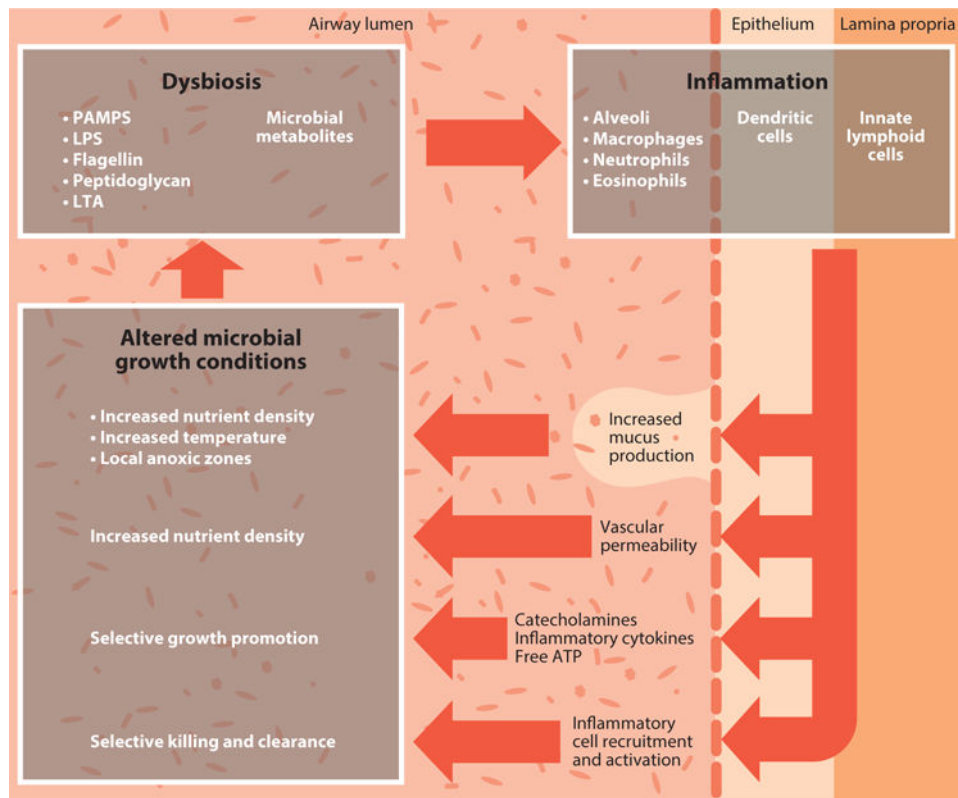 Airway lumen
Epithelium
Lamina propria
Dysbiosis
• PAMPS
• LPS
• Flagellin
• Peptidoglycan
• LTA
Microbial
metabolites
Inflammation
• Alveoli
• Macrophages
• Neutrophils
• Eosinophils
Dendritic
cells
Innate
lymphoid
cells
Altered microbial
growth conditions
• Increased nutrient density
• Increased temperature
• Local anoxic zones
Increased
mucus
production
Increased nutrient density
Vascular
permeability
Selective growth promotion
Catecholamines
Inflammatory cytokines
Free ATP
Selective killing and clearance
Inflammatory
cell recruitment
and activation